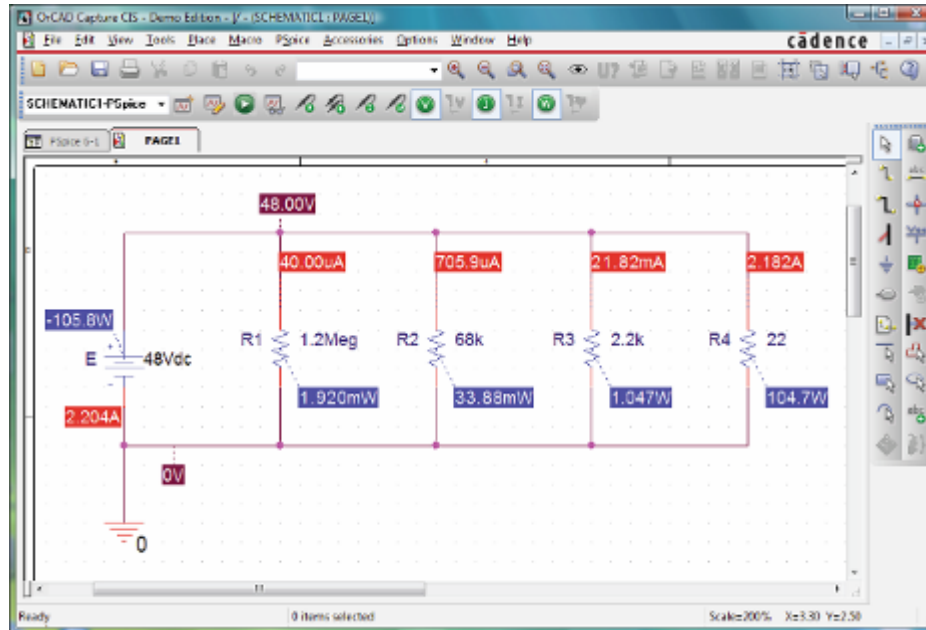 OrCAD Capture CIS - Demo Edition - [/ - (SCHEMATIC1 : PAGE1)]
File Edit View Tools Place Macro PSpice Accessories Options Window Help
cādence
U?
SCHEMATIC1-PSpice
V
I
W
PAGE1
48.00V
40.00uA 705.9uA 21.82mA 2.182A
-105.8W
R1 1.2Meg R2 68k R3 2.2k R4 22
E 48Vdc
+
-
1.920mW 33.88mW 1.047W 104.7W
2.204A
0V
0
Ready 0 items selected Scale=200% X=3.30 Y=2.50